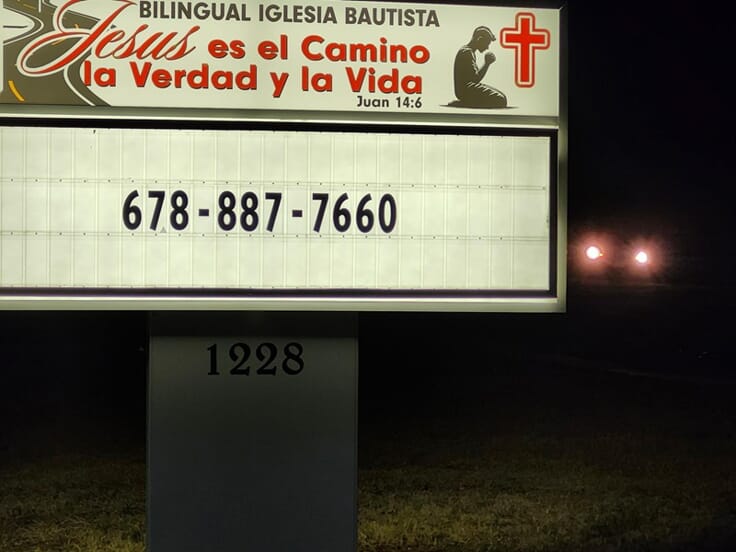 BILINGUAL IGLESIA BAUTISTA
Jesus es el Camino
la Verdad y la Vida
Juan 14:6
678-887-7660
1228